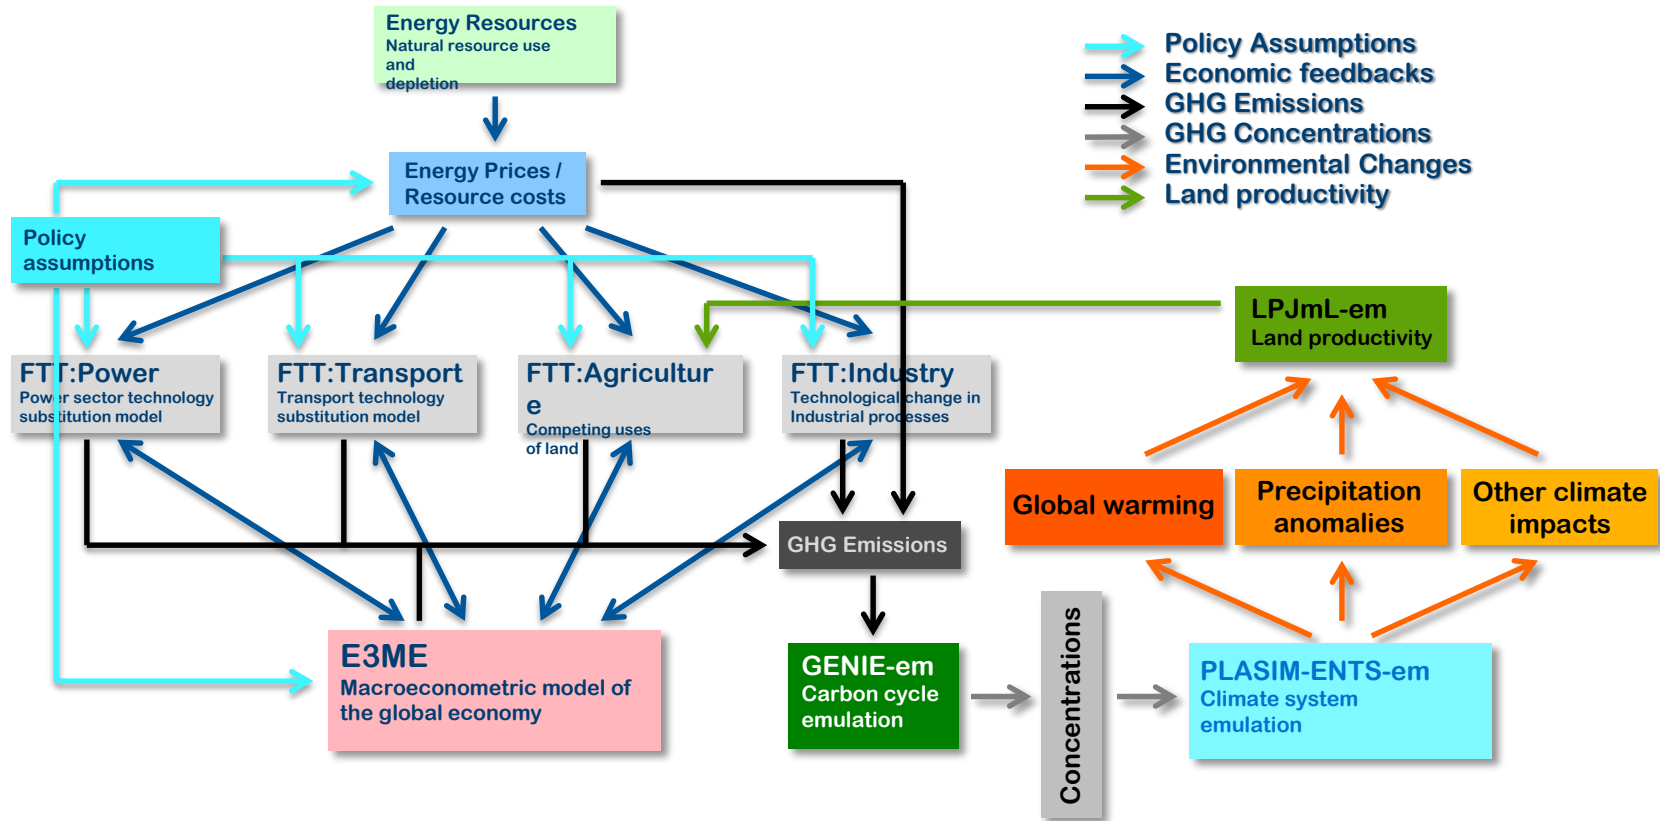 Energy Resources
Natural resource use
and
depletion
Policy Assumptions
Economic feedbacks
GHG Emissions
GHG Concentrations
Environmental Changes
Land productivity
Energy Prices /
Resource costs
Policy
assumptions
LPJmL-em
Land productivity
FTT:Power
Power sector technology
substitution model
FTT:Transport
Transport technology
substitution model
FTT:Agricultur
e
Competing uses
of land
FTT:Industry
Technological change in
Industrial processes
Global warming
Precipitation
anomalies
Other climate
impacts
GHG Emissions
E3ME
Macroeconometric model of
the global economy
GENIE-em
Carbon cycle
emulation
Concentrations
PLASIM-ENTS-em
Climate system
emulation